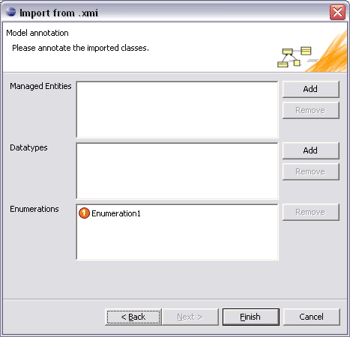 Import from .xmi
Model annotation
Please annotate the imported classes.
Managed Entities
Add
Remove
Datatypes
Add
Remove
Enumerations
1 Enumeration1
Remove
< Back
Next >
Finish
Cancel